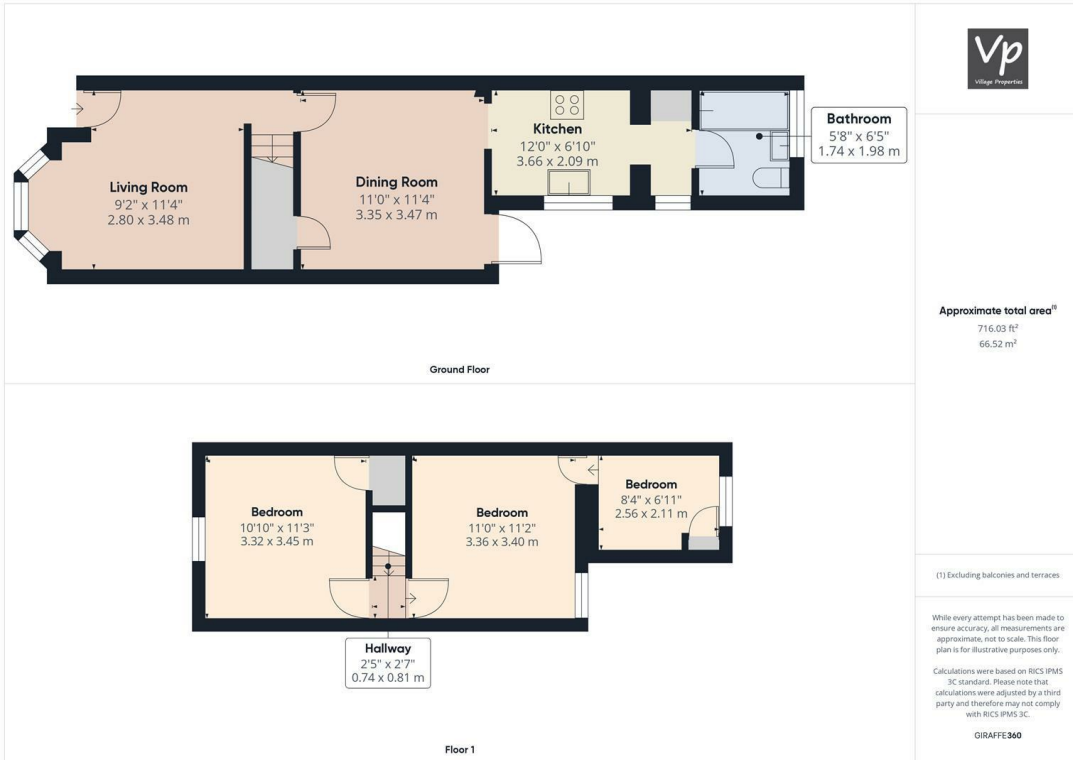 Living Room
9'2" x 11'4"
2.80 x 3.48 m
Dining Room
11'0" x 11'4"
3.35 x 3.47 m
Kitchen
12'0" x 6'10"
3.66 x 2.09 m
Bathroom
5'8" x 6'5"
1.74 x 1.98 m
Ground Floor
Bedroom
10'10" x 11'3"
3.32 x 3.45 m
Bedroom
11'0" x 11'2"
3.36 x 3.40 m
Bedroom
8'4" x 6'11"
2.56 x 2.11 m
Hallway
2'5" x 2'7"
0.74 x 0.81 m
Floor 1
Vp
Village Properties
Approximate total area(1)
716.03 ft²
66.52 m²
(1) Excluding balconies and terraces
While every attempt has been made to
ensure accuracy, all measurements are
approximate, not to scale. This floor
plan is for illustrative purposes only.
Calculations were based on RICS IPMS
3C standard. Please note that
calculations were adjusted by a third
party and therefore may not comply
with RICS IPMS 3C.
GIRAFFE360